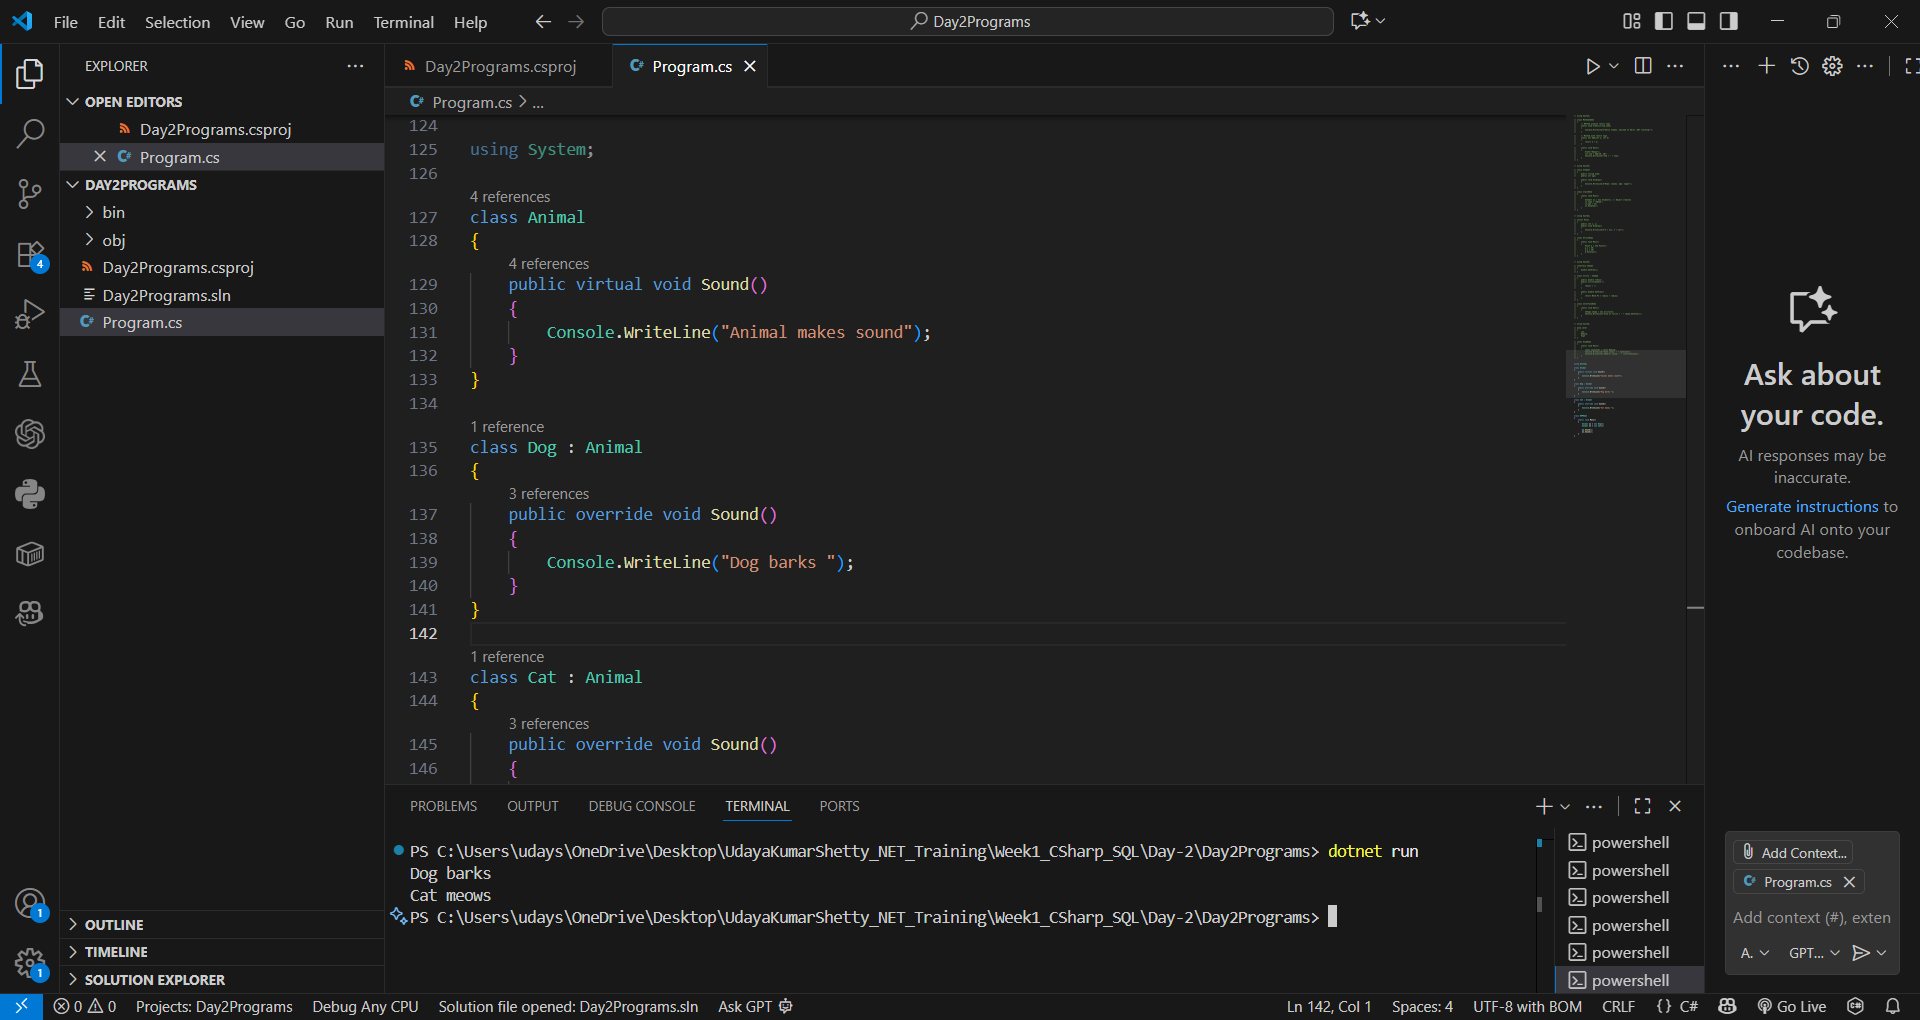 File Edit Selection View Go Run Terminal Help
Day2Programs
EXPLORER
OPEN EDITORS
Day2Programs.csproj
Program.cs
DAY2PROGRAMS
bin
obj
Day2Programs.csproj
Day2Programs.sln
Program.cs
OUTLINE
TIMELINE
SOLUTION EXPLORER
4
1
1
Day2Programs.csproj
Program.cs
Program.cs > ...
124
125 using System;
126
4 references
127 class Animal
128 {
4 references
129 public virtual void Sound()
130 {
131 Console.WriteLine("Animal makes sound");
132 }
133 }
134
1 reference
135 class Dog : Animal
136 {
3 references
137 public override void Sound()
138 {
139 Console.WriteLine("Dog barks ");
140 }
141 }
142
1 reference
143 class Cat : Animal
144 {
3 references
145 public override void Sound()
146 {
PROBLEMS OUTPUT DEBUG CONSOLE TERMINAL PORTS
PS C:\Users\udays\OneDrive\Desktop\UdayaKumarShetty_NET_Training\Week1_CSharp_SQL\Day-2\Day2Programs> dotnet run
Dog barks
Cat meows
PS C:\Users\udays\OneDrive\Desktop\UdayaKumarShetty_NET_Training\Week1_CSharp_SQL\Day-2\Day2Programs>
powershell
powershell
powershell
powershell
powershell
powershell
Ask about
your code.
AI responses may be
inaccurate.
Generate instructions to
onboard AI onto your
codebase.
Add Context...
Program.cs
Add context (#), exten
A. GPT...
0 0 Projects: Day2Programs Debug Any CPU Solution file opened: Day2Programs.sln Ask GPT Ln 142, Col 1 Spaces: 4 UTF-8 with BOM CRLF {} C# Go Live